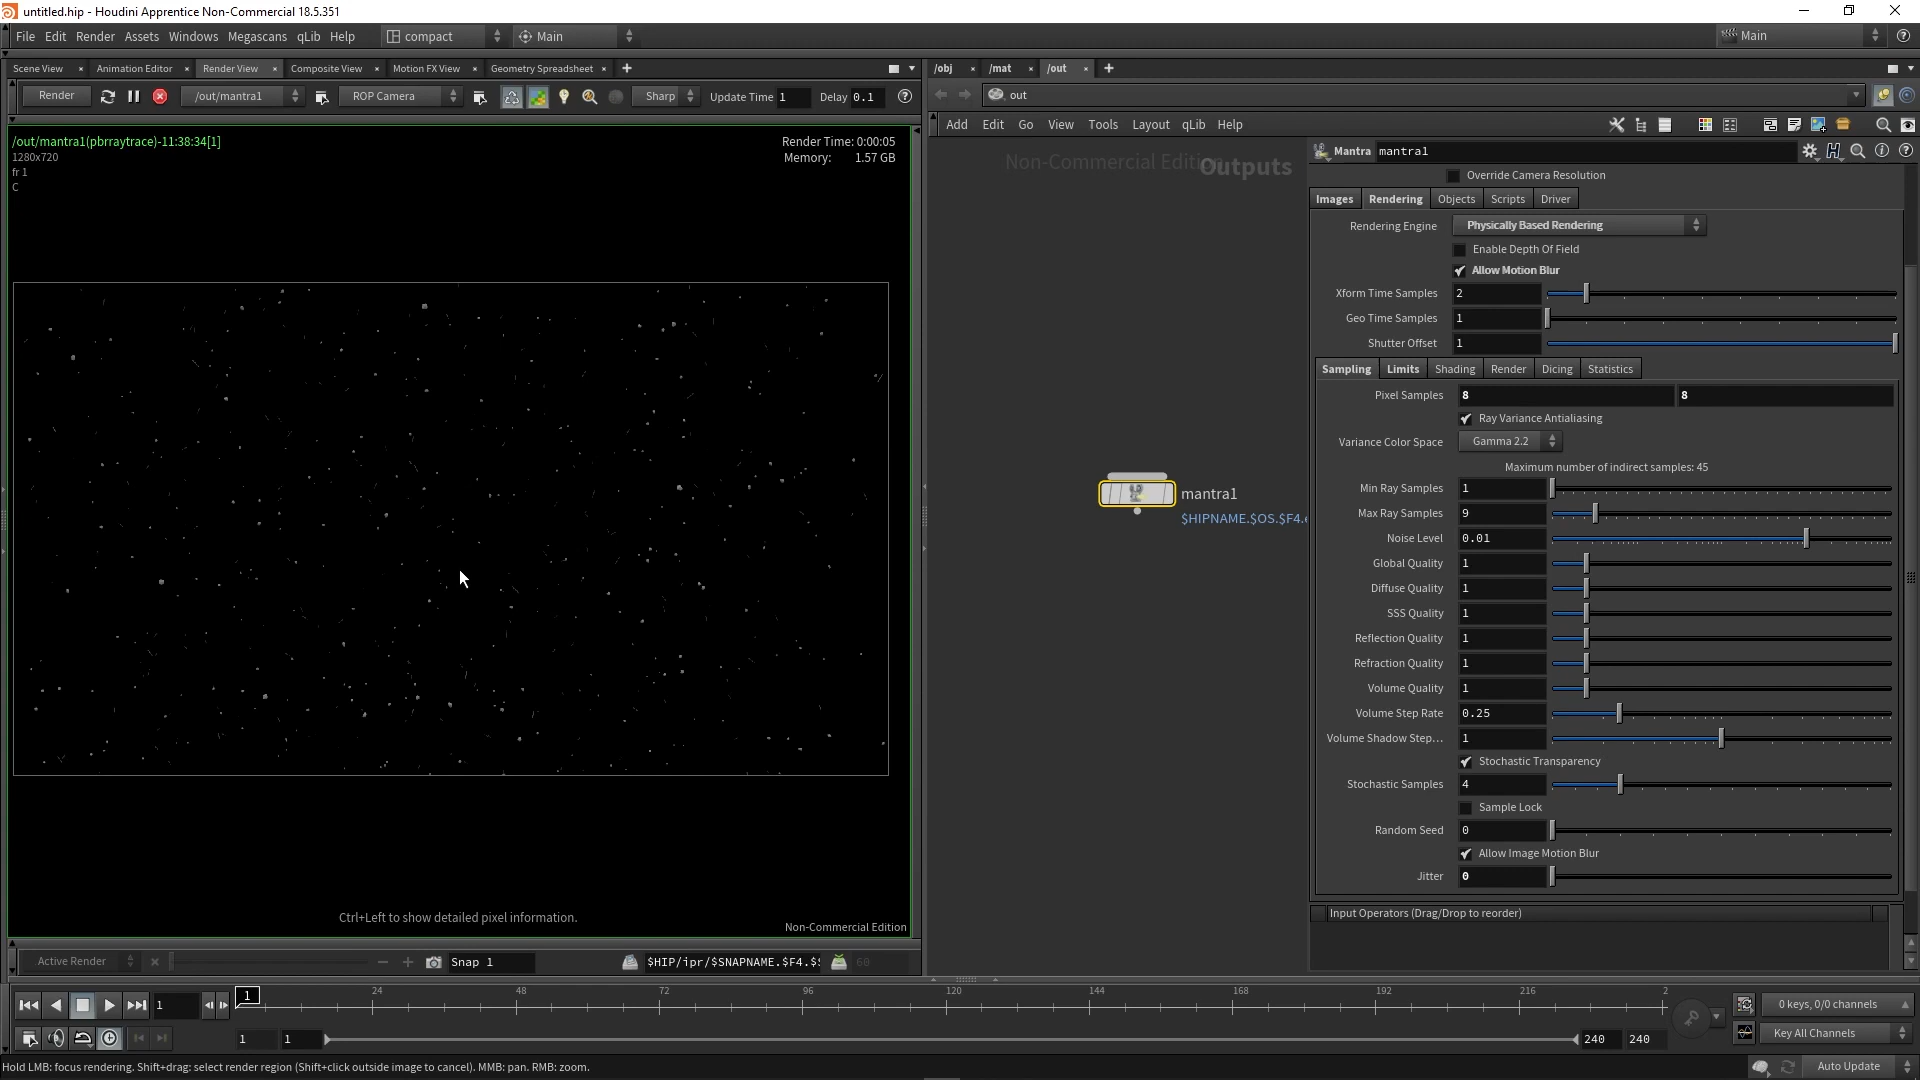 untitled.hip - Houdini Apprentice Non-Commercial 18.5.351
File Edit Render Assets Windows Megascans qLib Help compact Main Main
Scene View Animation Editor Render View Composite View Motion FX View Geometry Spreadsheet
/obj /mat /out
Render /out/mantra1 ROP Camera Sharp Update Time 1 Delay 0.1
out
Add Edit Go View Tools Layout qLib Help
/out/mantra1(pbrraytrace)-11:38:34[1]
1280x720
fr 1
C
Render Time: 0:00:05
Memory: 1.57 GB
Non-Commercial Edition
Outputs
mantra1
$HIPNAME.$OS.$F4.
Mantra mantra1
Override Camera Resolution
Images Rendering Objects Scripts Driver
Rendering Engine Physically Based Rendering
Enable Depth Of Field
Allow Motion Blur
Xform Time Samples 2
Geo Time Samples 1
Shutter Offset 1
Sampling Limits Shading Render Dicing Statistics
Pixel Samples 8 8
Ray Variance Antialiasing
Variance Color Space Gamma 2.2
Maximum number of indirect samples: 45
Min Ray Samples 1
Max Ray Samples 9
Noise Level 0.01
Global Quality 1
Diffuse Quality 1
SSS Quality 1
Reflection Quality 1
Refraction Quality 1
Volume Quality 1
Volume Step Rate 0.25
Volume Shadow Step... 1
Stochastic Transparency
Stochastic Samples 4
Sample Lock
Random Seed 0
Allow Image Motion Blur
Jitter 0
Input Operators (Drag/Drop to reorder)
Ctrl+Left to show detailed pixel information.
Non-Commercial Edition
Active Render Snap 1 $HIP/ipr/$SNAPNAME.$F4.$ 60
1 1 24 48 72 96 120 144 168 192 216 2
0 keys, 0/0 channels
1 1 240 240 Key All Channels
Hold LMB: focus rendering. Shift+drag: select render region (Shift+click outside image to cancel). MMB: pan. RMB: zoom.
Auto Update